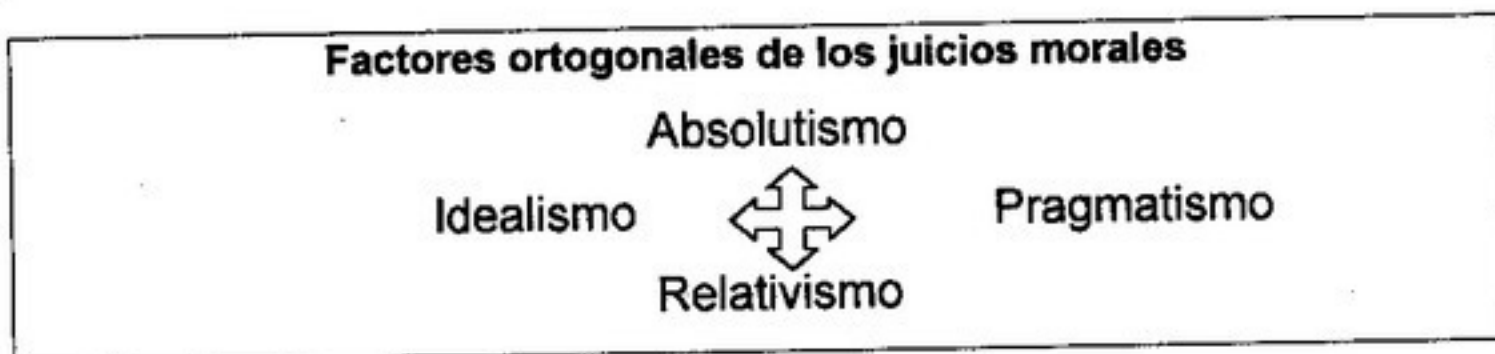 Factores ortogonales de los juicios morales
Absolutismo
Idealismo Pragmatismo
Relativismo